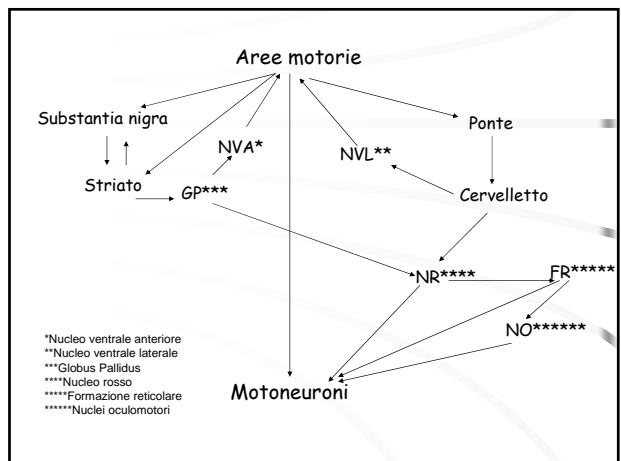 Aree motorie
Substantia nigra
Ponte
NVA*
NVL**
Striato
GP***
Cervelletto
NR****
FR*****
NO******
*Nucleo ventrale anteriore
**Nucleo ventrale laterale
***Globus Pallidus
****Nucleo rosso
*****Formazione reticolare
******Nuclei oculomotori
Motoneuroni